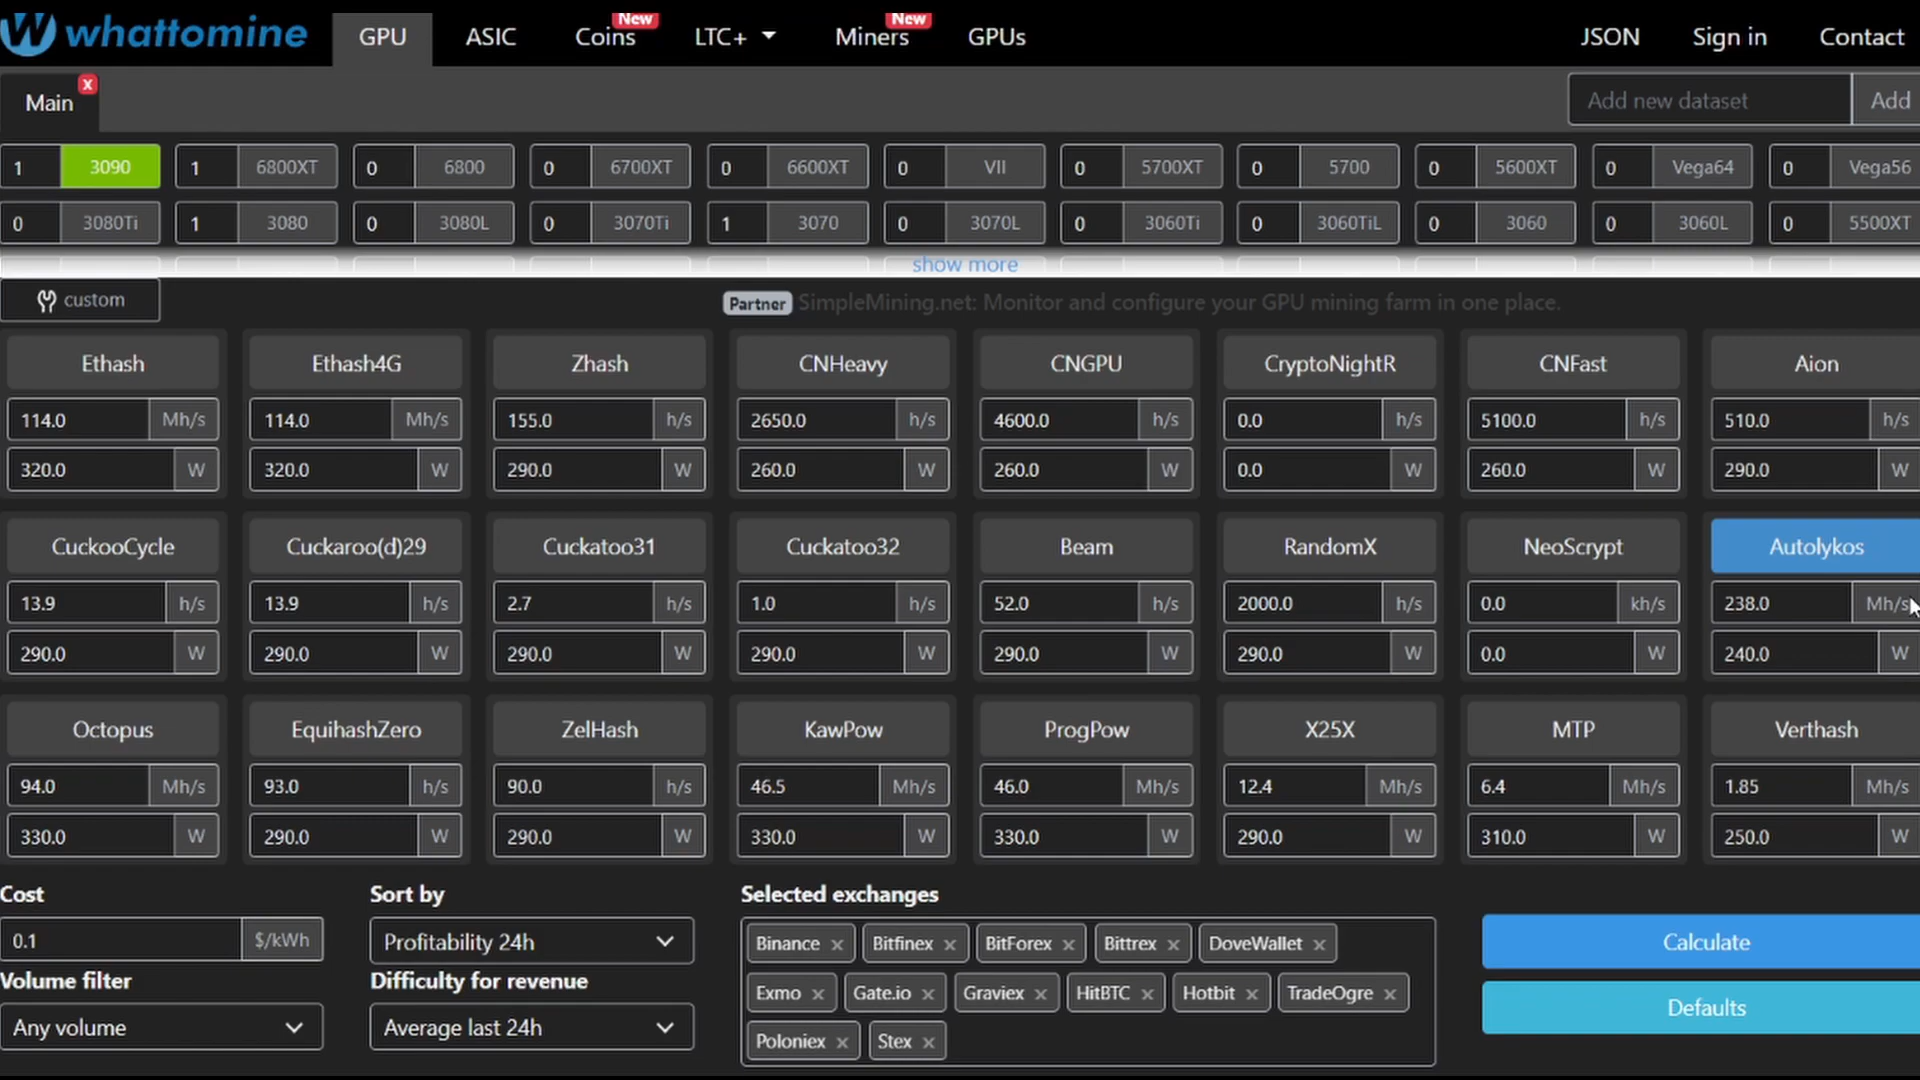 whattomine GPU ASIC Coins New LTC+ Miners New GPUs JSON Sign in Contact
Main x Add new dataset Add
1 3090 1 6800XT 0 6800 0 6700XT 0 6600XT 0 VII 0 5700XT 0 5700 0 5600XT 0 Vega64 0 Vega56
0 3080Ti 1 3080 0 3080L 0 3070Ti 1 3070 0 3070L 0 3060Ti 0 3060TiL 0 3060 0 3060L 0 5500XT
show more
custom Partner SimpleMining.net: Monitor and configure your GPU mining farm in one place.
Ethash Ethash4G Zhash CNHeavy CNGPU CryptoNightR CNFast Aion
114.0 Mh/s 114.0 Mh/s 155.0 h/s 2650.0 h/s 4600.0 h/s 0.0 h/s 5100.0 h/s 510.0 h/s
320.0 W 320.0 W 290.0 W 260.0 W 260.0 W 0.0 W 260.0 W 290.0 W
CuckooCycle Cuckaroo(d)29 Cuckatoo31 Cuckatoo32 Beam RandomX NeoScrypt Autolykos
13.9 h/s 13.9 h/s 2.7 h/s 1.0 h/s 52.0 h/s 2000.0 h/s 0.0 kh/s 238.0 Mh/s
290.0 W 290.0 W 290.0 W 290.0 W 290.0 W 290.0 W 0.0 W 240.0 W
Octopus EquihashZero ZelHash KawPow ProgPow X25X MTP Verthash
94.0 Mh/s 93.0 h/s 90.0 h/s 46.5 Mh/s 46.0 Mh/s 12.4 Mh/s 6.4 Mh/s 1.85 Mh/s
330.0 W 290.0 W 290.0 W 330.0 W 330.0 W 290.0 W 310.0 W 250.0 W
Cost Sort by Selected exchanges
0.1 $/kWh Profitability 24h Binance × Bitfinex × BitForex × Bittrex × DoveWallet × Calculate
Volume filter Difficulty for revenue Exmo × Gate.io × Graviex × HitBTC × Hotbit × TradeOgre × Defaults
Any volume Average last 24h Poloniex × Stex ×